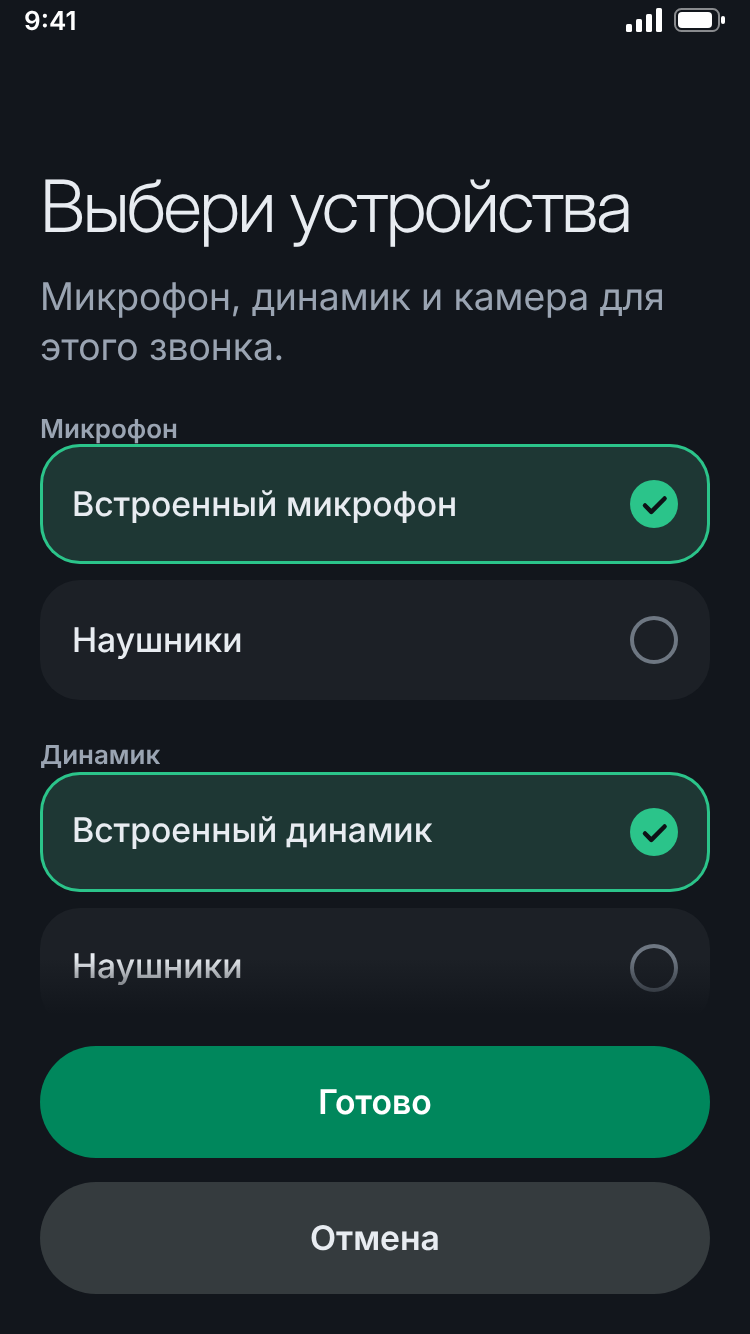 9:41
Выбери устройства
Микрофон, динамик и камера для
этого звонка.
Микрофон
Встроенный микрофон
Наушники
Динамик
Встроенный динамик
Наушники
Готово
Отмена